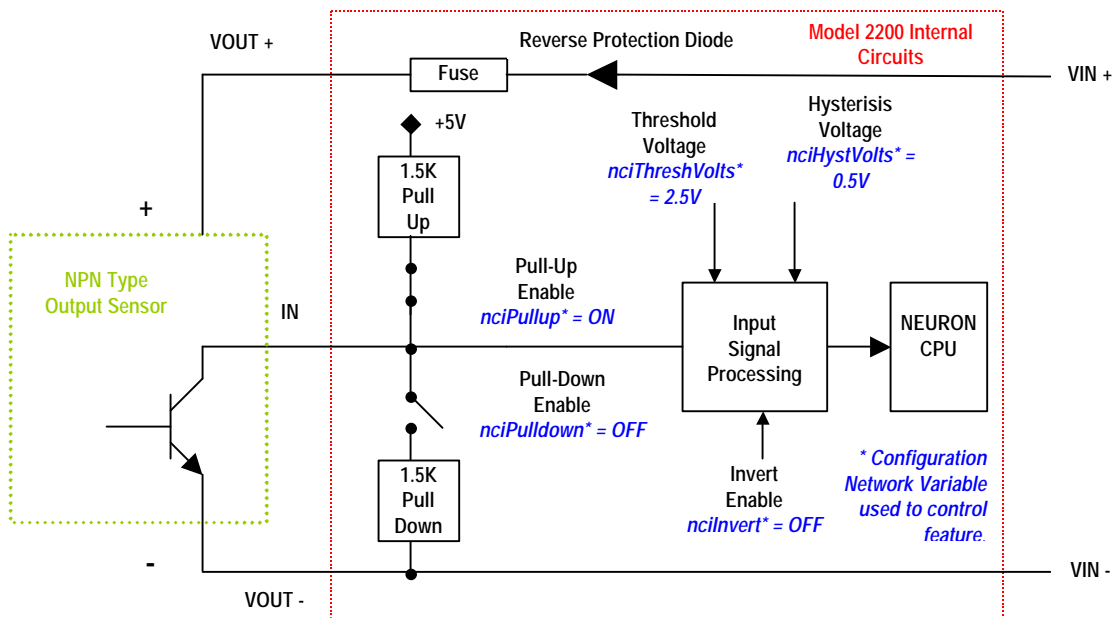 VOUT +
Reverse Protection Diode
Model 2200 Internal
Circuits
Fuse
VIN +
+5V
Threshold
Voltage
nciThreshVolts*
= 2.5V
Hysterisis
Voltage
nciHystVolts* =
0.5V
1.5K
Pull
Up
+
NPN Type
Output Sensor
IN
Pull-Up
Enable
nciPullup* = ON
Input
Signal
Processing
NEURON
CPU
Pull-Down
Enable
nciPulldown* = OFF
1.5K
Pull
Down
Invert
Enable
nciInvert* = OFF
* Configuration
Network Variable
used to control
feature.
-
VOUT -
VIN -